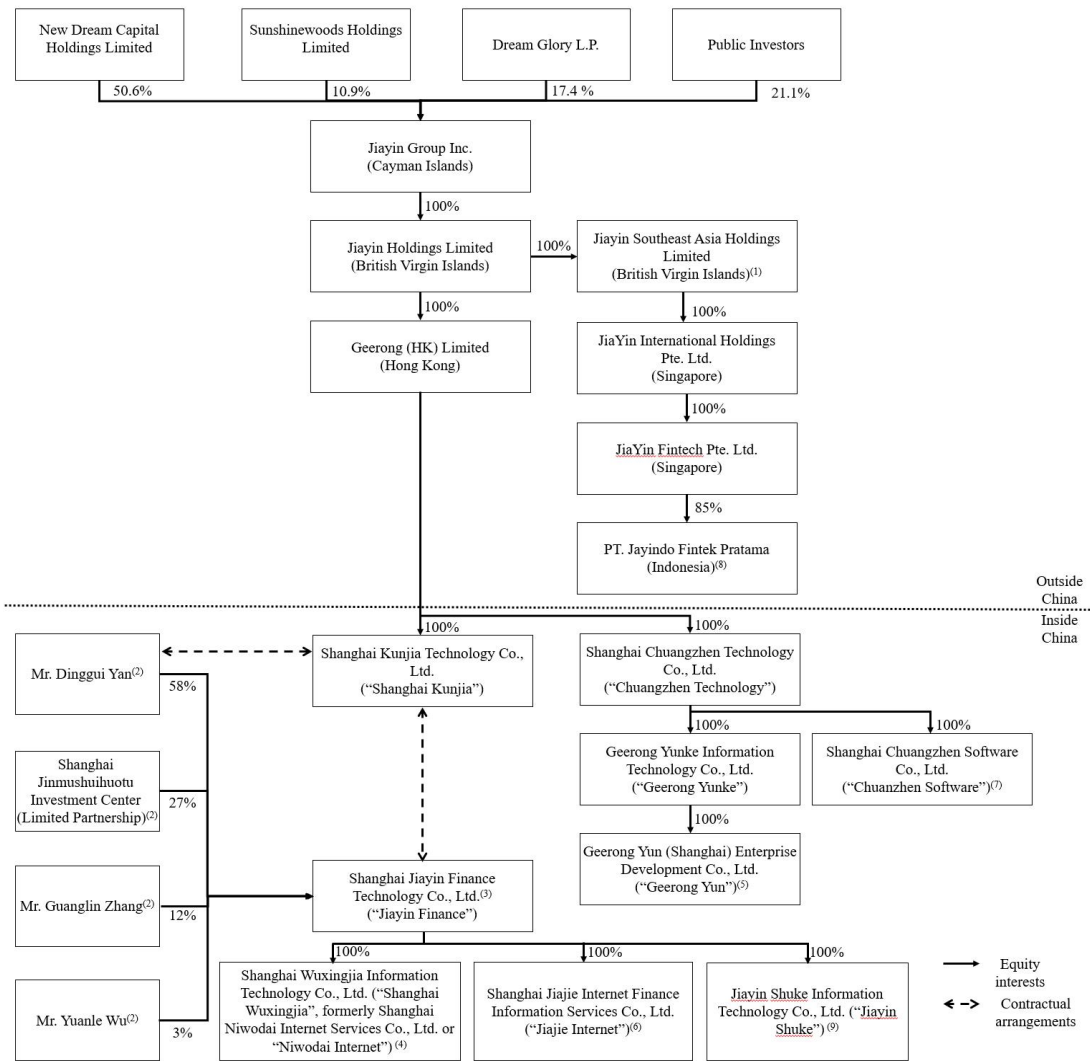 New Dream Capital
Holdings Limited
Sunshinewoods Holdings
Limited
Dream Glory L.P.
Public Investors
50.6%
10.9%
17.4 %
21.1%
Jiayin Group Inc.
(Cayman Islands)
100%
Jiayin Holdings Limited
(British Virgin Islands)
100%
Jiayin Southeast Asia Holdings
Limited
(British Virgin Islands)(1)
100%
100%
Geerong (HK) Limited
(Hong Kong)
JiaYin International Holdings
Pte. Ltd.
(Singapore)
100%
JiaYin Fintech Pte. Ltd.
(Singapore)
85%
PT. Jayindo Fintek Pratama
(Indonesia)(8)
Outside
China
Inside
China
100%
100%
Mr. Dinggui Yan(2)
58%
Shanghai Kunjia Technology Co.,
Ltd.
(“Shanghai Kunjia”)
Shanghai Chuangzhen Technology
Co., Ltd.
(“Chuangzhen Technology”)
100%
100%
Shanghai
Jinmushuihuotu
Investment Center
(Limited Partnership)(2)
27%
Geerong Yunke Information
Technology Co., Ltd.
(“Geerong Yunke”)
Shanghai Chuangzhen Software
Co., Ltd.
(“Chuanzhen Software”)(7)
100%
Geerong Yun (Shanghai) Enterprise
Development Co., Ltd.
(“Geerong Yun”)(5)
Mr. Guanglin Zhang(2)
12%
Shanghai Jiayin Finance
Technology Co., Ltd.(3)
(“Jiayin Finance”)
100%
100%
100%
Mr. Yuanle Wu(2)
3%
Shanghai Wuxingjia Information
Technology Co., Ltd. (“Shanghai
Wuxingjia”, formerly Shanghai
Niwodai Internet Services Co., Ltd. or
“Niwodai Internet”)(4)
Shanghai Jiajie Internet Finance
Information Services Co., Ltd.
(“Jiajie Internet”)(6)
Jiayin Shuke Information
Technology Co., Ltd. (“Jiayin
Shuke”)(9)
Equity
interests
Contractual
arrangements